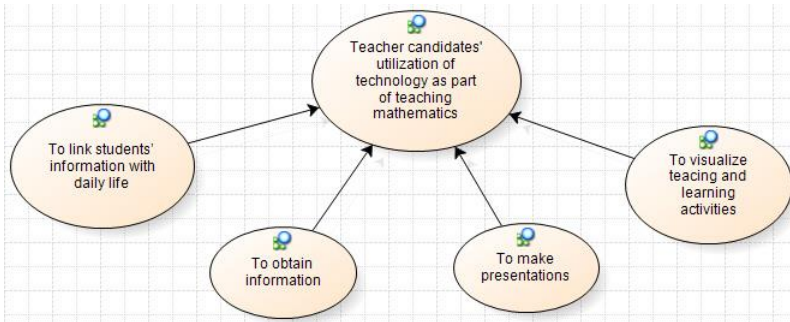 Teacher candidates'
utilization of
technology as part
of teaching
mathematics
To link students'
information with
daily life
To obtain
information
To make
presentations
To visualize
teacing and
learning
activities